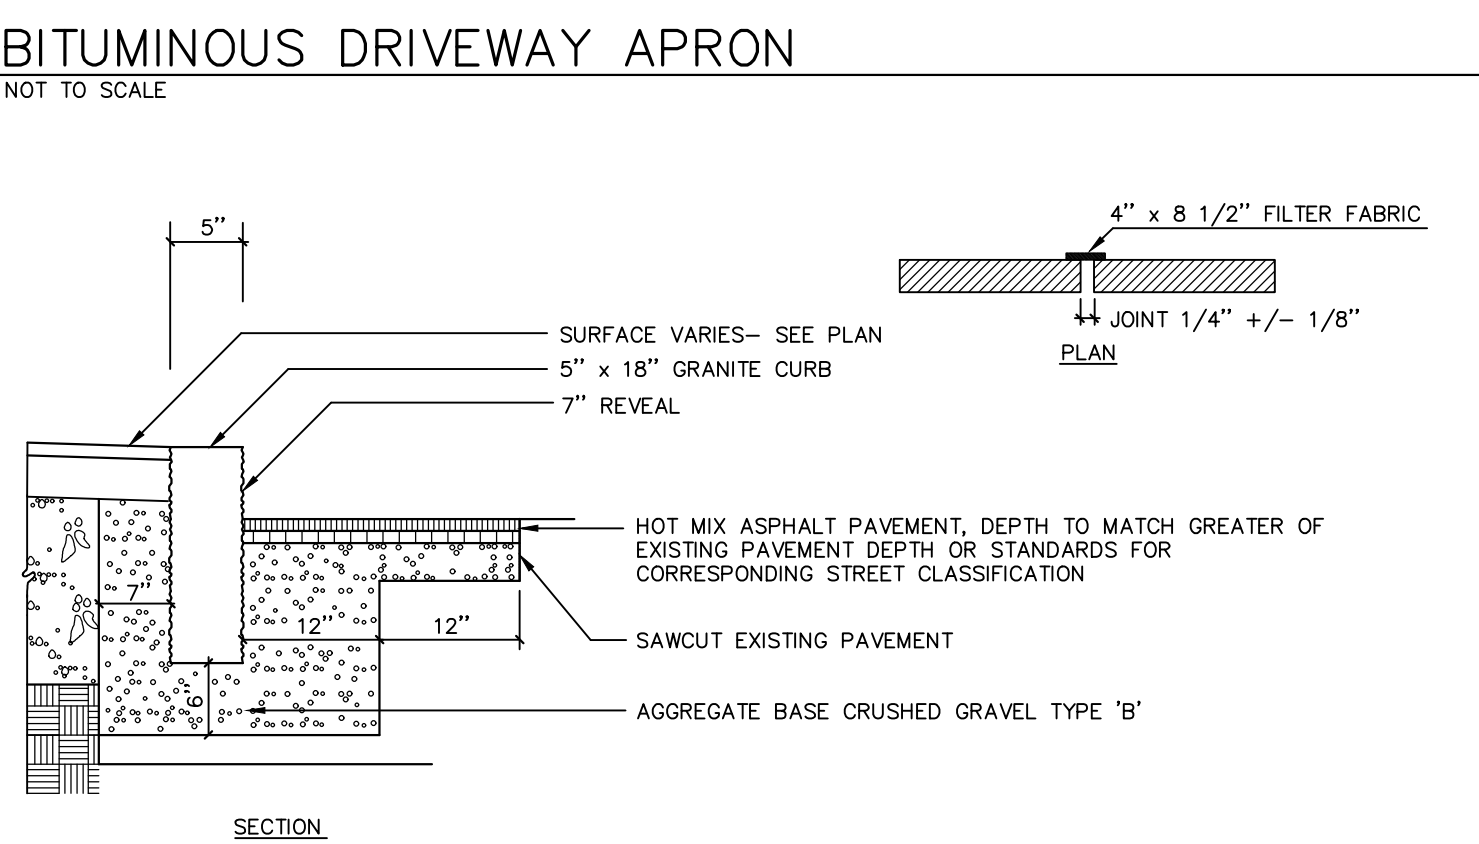 BITUMINOUS DRIVEWAY APRON
NOT TO SCALE
5"
4" x 8 1/2" FILTER FABRIC
JOINT 1/4" +/- 1/8"
PLAN
SURFACE VARIES- SEE PLAN
5" x 18" GRANITE CURB
7" REVEAL
HOT MIX ASPHALT PAVEMENT, DEPTH TO MATCH GREATER OF
EXISTING PAVEMENT DEPTH OR STANDARDS FOR
CORRESPONDING STREET CLASSIFICATION
7"
12"
12"
SAWCUT EXISTING PAVEMENT
6"
AGGREGATE BASE CRUSHED GRAVEL TYPE 'B'
SECTION